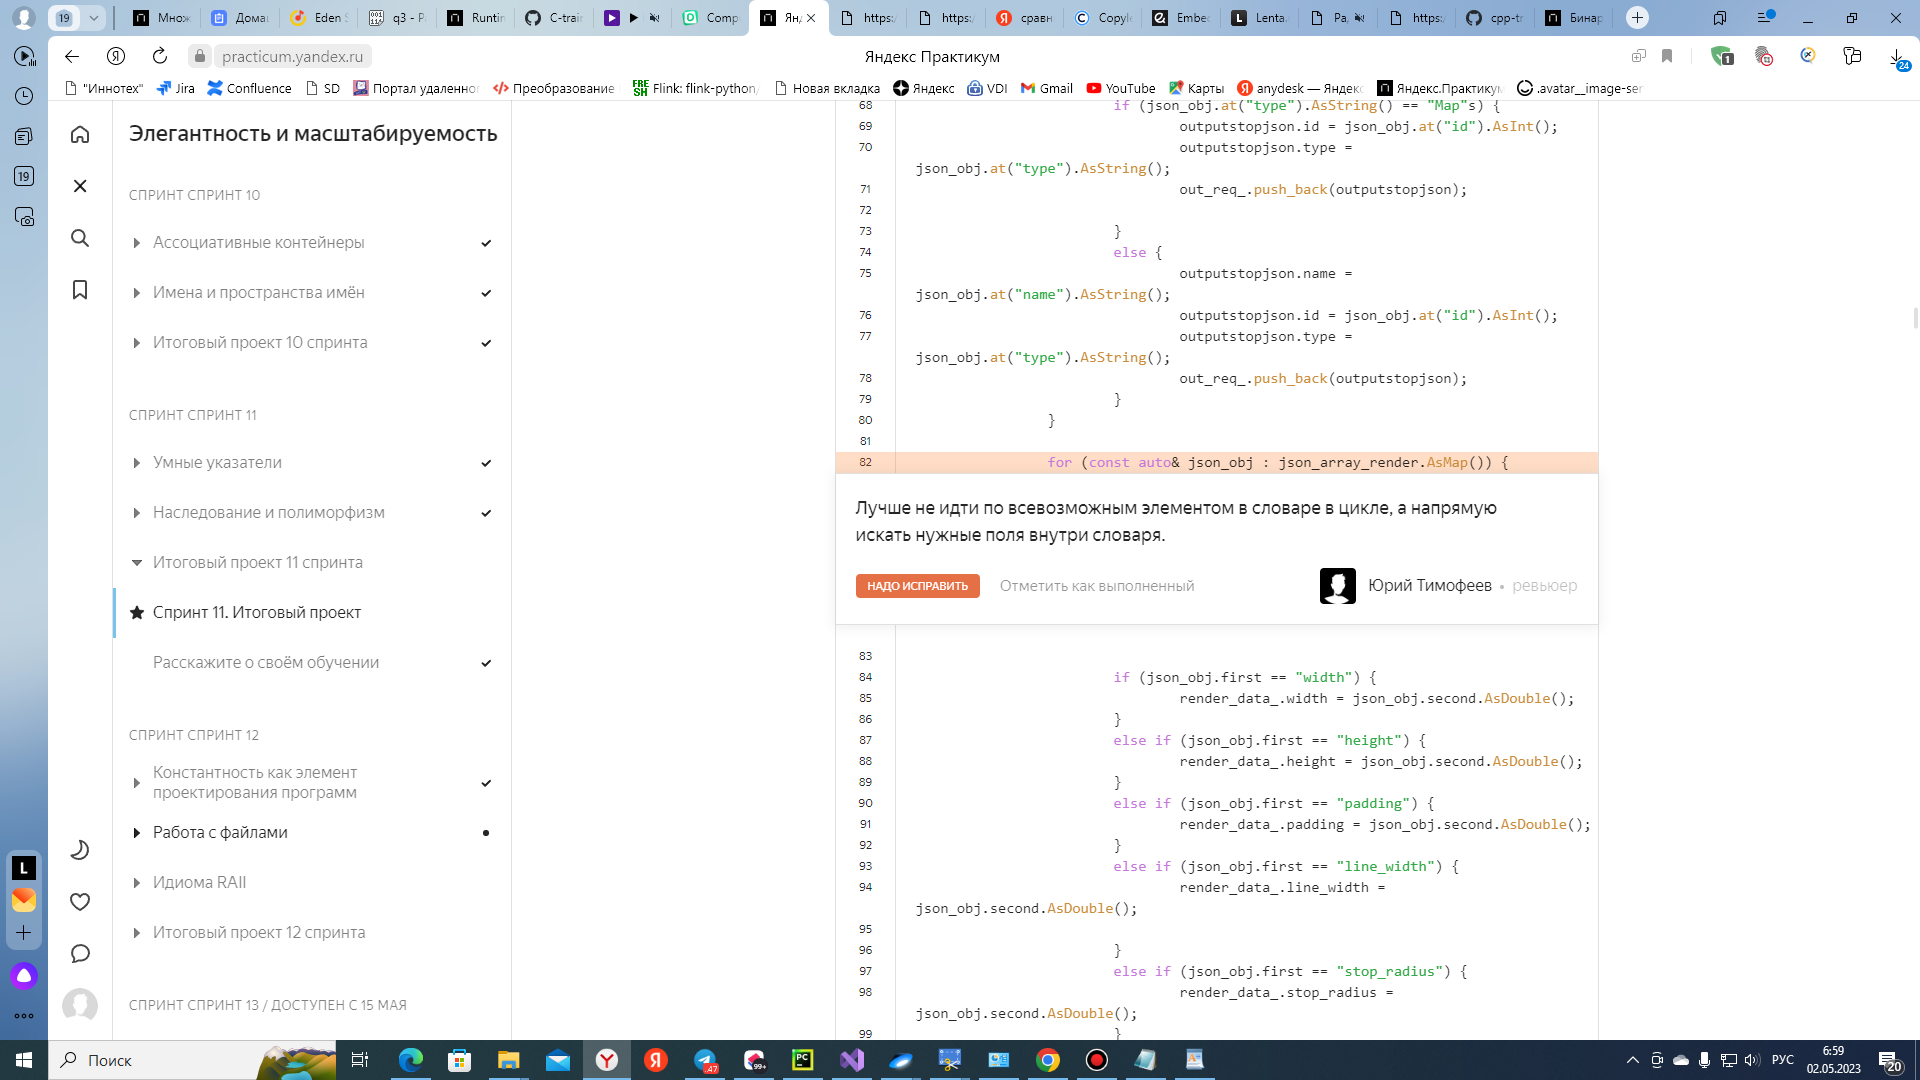 19
Множ
Домаш
Eden S
q3 - Р
Runtin
C-trair
Comp
Янд
https:/
https:/
сравн
Copyle
Embed
Lenta.
Ра
https:/
cpp-tr
Бинар
practicum.yandex.ru
Яндекс Практикум
1
24
"Иннотех"
Jira
Confluence
SD
Портал удаленног
Преобразование
Flink: flink-python/
Новая вкладка
Яндекс
VDI
Gmail
YouTube
Карты
anydesk — Яндекс
Яндекс.Практикум
.avatar__image-ser
19
Элегантность и масштабируемость
СПРИНТ СПРИНТ 10
Ассоциативные контейнеры
Имена и пространства имён
Итоговый проект 10 спринта
СПРИНТ СПРИНТ 11
Умные указатели
Наследование и полиморфизм
Итоговый проект 11 спринта
Спринт 11. Итоговый проект
Расскажите о своём обучении
СПРИНТ СПРИНТ 12
Константность как элемент
проектирования программ
Работа с файлами
Идиома RAII
Итоговый проект 12 спринта
СПРИНТ СПРИНТ 13 / ДОСТУПЕН С 15 МАЯ
68 if (json_obj.at("type").AsString() == "Map"s) {
69 outputstopjson.id = json_obj.at("id").AsInt();
70 outputstopjson.type =
json_obj.at("type").AsString();
71 out_req_.push_back(outputstopjson);
72
73 }
74 else {
75 outputstopjson.name =
json_obj.at("name").AsString();
76 outputstopjson.id = json_obj.at("id").AsInt();
77 outputstopjson.type =
json_obj.at("type").AsString();
78 out_req_.push_back(outputstopjson);
79 }
80 }
81
82 for (const auto& json_obj : json_array_render.AsMap()) {
Лучше не идти по всевозможным элементом в словаре в цикле, а напрямую
искать нужные поля внутри словаря.
НАДО ИСПРАВИТЬ Отметить как выполненный Юрий Тимофеев • ревьюер
83
84 if (json_obj.first == "width") {
85 render_data_.width = json_obj.second.AsDouble();
86 }
87 else if (json_obj.first == "height") {
88 render_data_.height = json_obj.second.AsDouble();
89 }
90 else if (json_obj.first == "padding") {
91 render_data_.padding = json_obj.second.AsDouble();
92 }
93 else if (json_obj.first == "line_width") {
94 render_data_.line_width =
json_obj.second.AsDouble();
95
96 }
97 else if (json_obj.first == "stop_radius") {
98 render_data_.stop_radius =
json_obj.second.AsDouble();
99 }
Поиск
РУС
6:59
02.05.2023
20